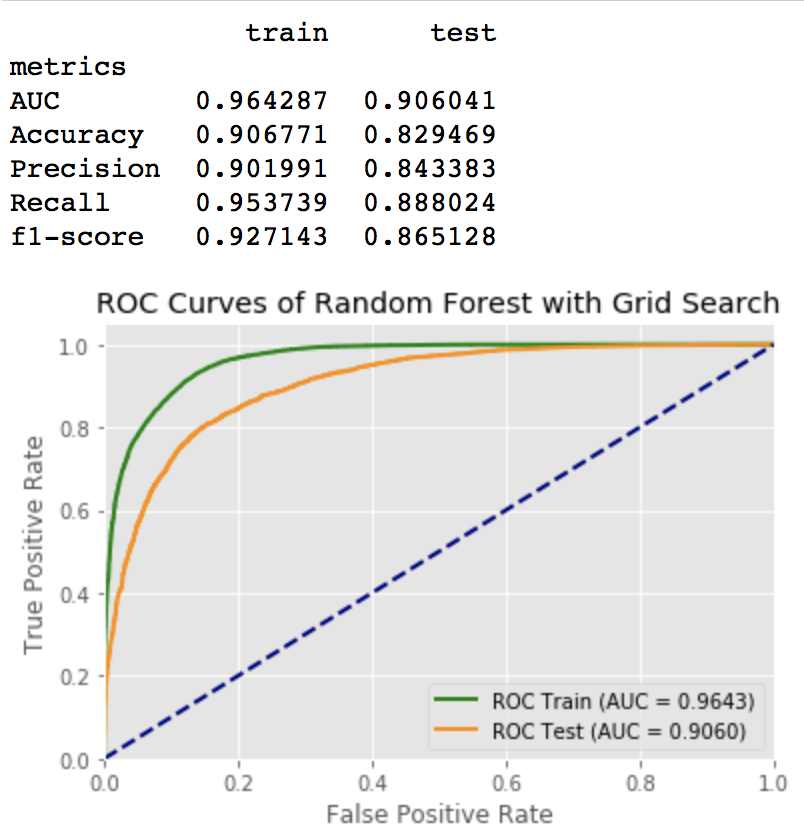 train test
metrics
AUC 0.964287 0.906041
Accuracy 0.906771 0.829469
Precision 0.901991 0.843383
Recall 0.953739 0.888024
f1-score 0.927143 0.865128
ROC Curves of Random Forest with Grid Search
1.0
0.8
0.6
0.4
0.2
0.0
True Positive Rate
ROC Train (AUC = 0.9643)
ROC Test (AUC = 0.9060)
0.0 0.2 0.4 0.6 0.8 1.0
False Positive Rate